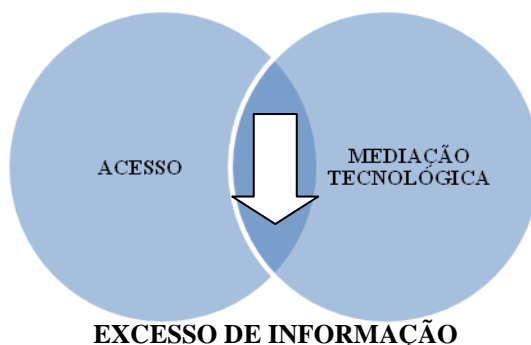 ACESSO
MEDIAÇÃO
TECNOLÓGICA
EXCESSO DE INFORMAÇÃO